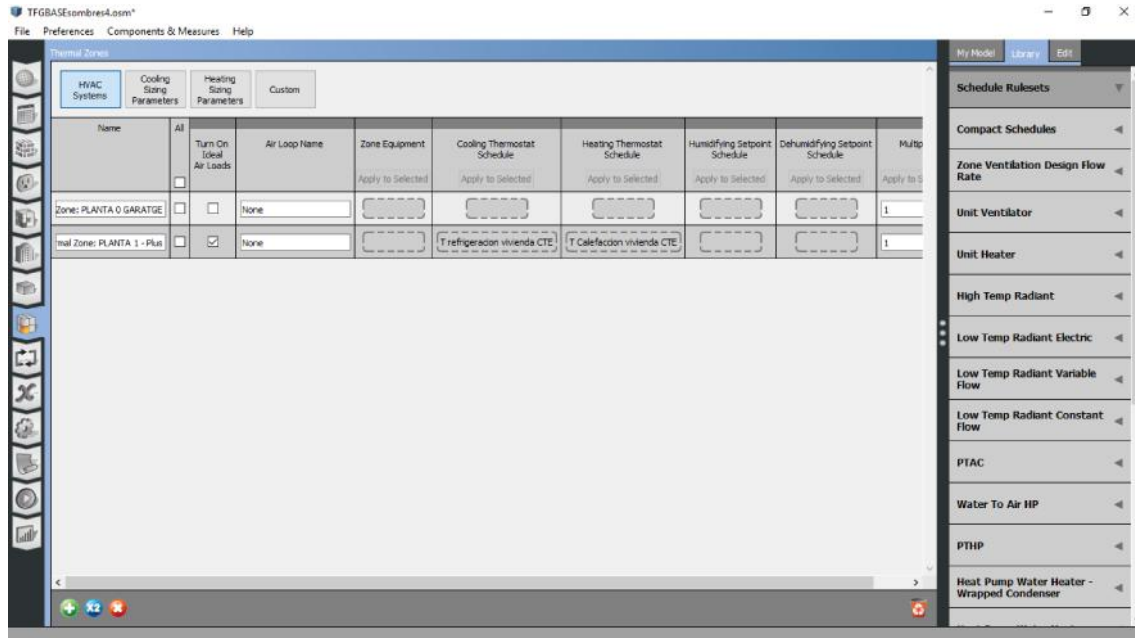 TFGBASEsombres4.osm*
File Preferences Components & Measures Help
Thermal Zones
My Model Library Edit
HVAC
Systems
Cooling
Sizing
Parameters
Heating
Sizing
Parameters
Custom
Name
All
Turn On
Ideal
Air Loads
Air Loop Name
Zone Equipment
Cooling Thermostat
Schedule
Heating Thermostat
Schedule
Humidifying Setpoint
Schedule
Dehumidifying Setpoint
Schedule
Multip
Apply to Selected
Apply to Selected
Apply to Selected
Apply to Selected
Apply to Selected
Apply to S
Zone: PLANTA 0 GARATGE
None
1
mal Zone: PLANTA 1 - Plus
None
T refrigeracion vivienda CTE
T Calefaccion vivienda CTE
1
X2
Schedule Rulesets
Compact Schedules
Zone Ventilation Design Flow
Rate
Unit Ventilator
Unit Heater
High Temp Radiant
Low Temp Radiant Electric
Low Temp Radiant Variable
Flow
Low Temp Radiant Constant
Flow
PTAC
Water To Air HP
PTHP
Heat Pump Water Heater -
Wrapped Condenser